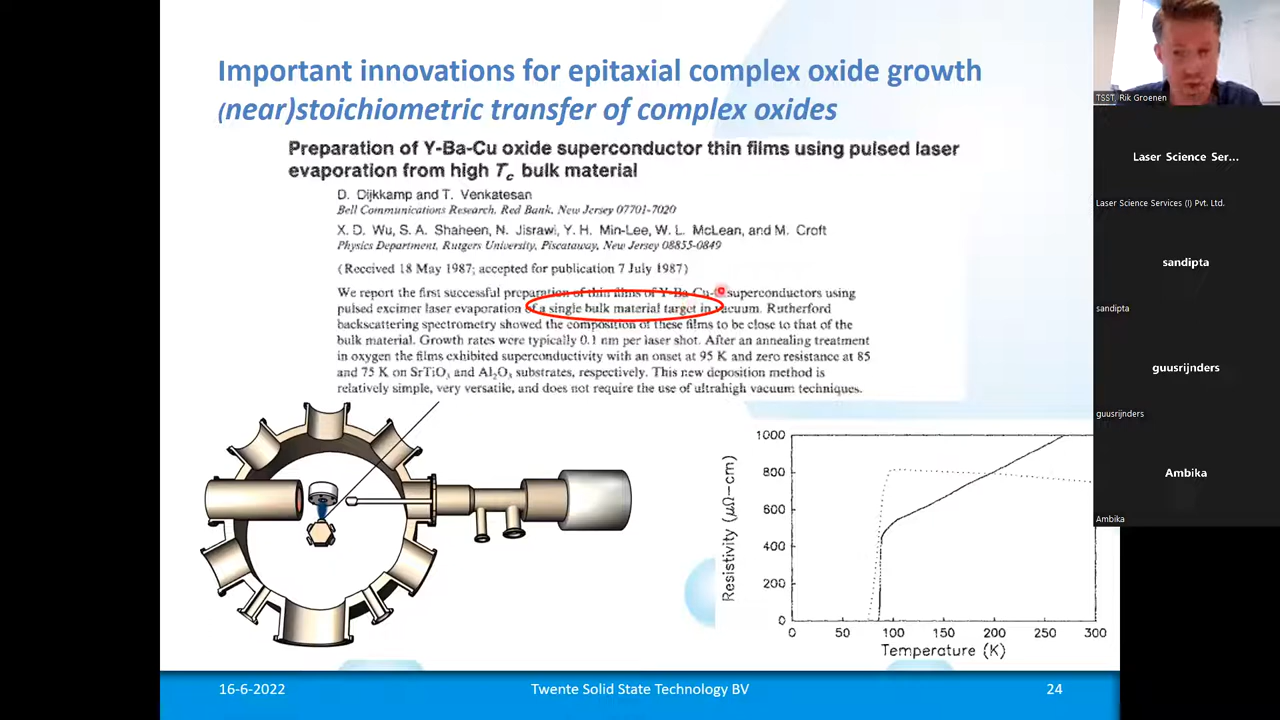 Important innovations for epitaxial complex oxide growth
(near)stoichiometric transfer of complex oxides
Preparation of Y-Ba-Cu oxide superconductor thin films using pulsed laser
evaporation from high Tc bulk material
D. Dijkkamp and T. Venkatesan
Bell Communications Research, Red Bank, New Jersey 07701-7020
X. D. Wu, S. A. Shaheen, N. Jisrawi, Y. H. Min-Lee, W. L. McLean, and M. Croft
Physics Department, Rutgers University, Piscataway, New Jersey 08855-0849
(Received 18 May 1987; accepted for publication 7 July 1987)
We report the first successful preparation of thin films of Y-Ba-Cu- superconductors using
pulsed excimer laser evaporation of a single bulk material target in vacuum. Rutherford
backscattering spectrometry showed the composition of these films to be close to that of the
bulk material. Growth rates were typically 0.1 nm per laser shot. After an annealing treatment
in oxygen the films exhibited superconductivity with an onset at 95 K and zero resistance at 85
and 75 K on SrTiO3 and Al2O3 substrates, respectively. This new deposition method is
relatively simple, very versatile, and does not require the use of ultrahigh vacuum techniques.
1000
800
600
400
200
0
Resistivity (μΩ-cm)
0 50 100 150 200 250 300
Temperature (K)
16-6-2022 Twente Solid State Technology BV 24
TSST_Rik Groenen
Laser Science Ser...
Laser Science Services (I) Pvt. Ltd.
sandipta
sandipta
guusrijnders
guusrijnders
Ambika
Ambika